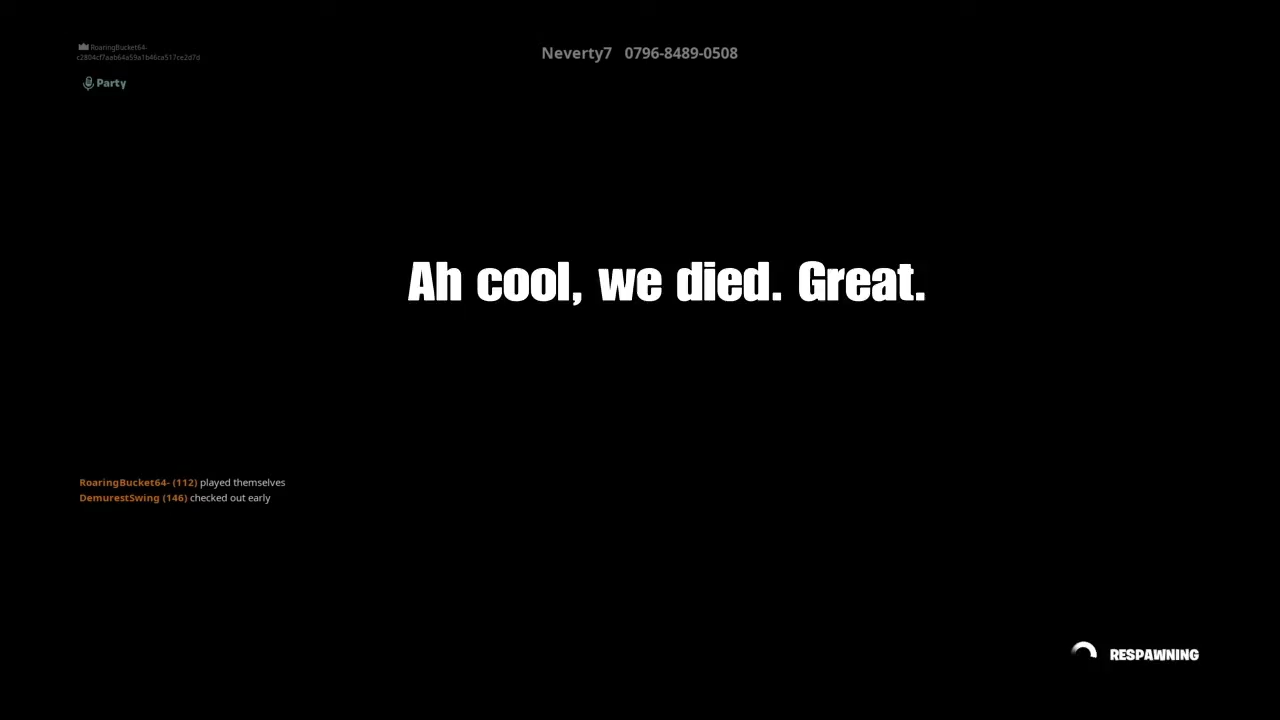 RoaringBucket64-
c2804cf7aab64a59a1b46ca517ce2d7d
Party
Neverty7 0796-8489-0508
Ah cool, we died. Great.
RoaringBucket64- (112) played themselves
DemurestSwing (146) checked out early
RESPAWNING